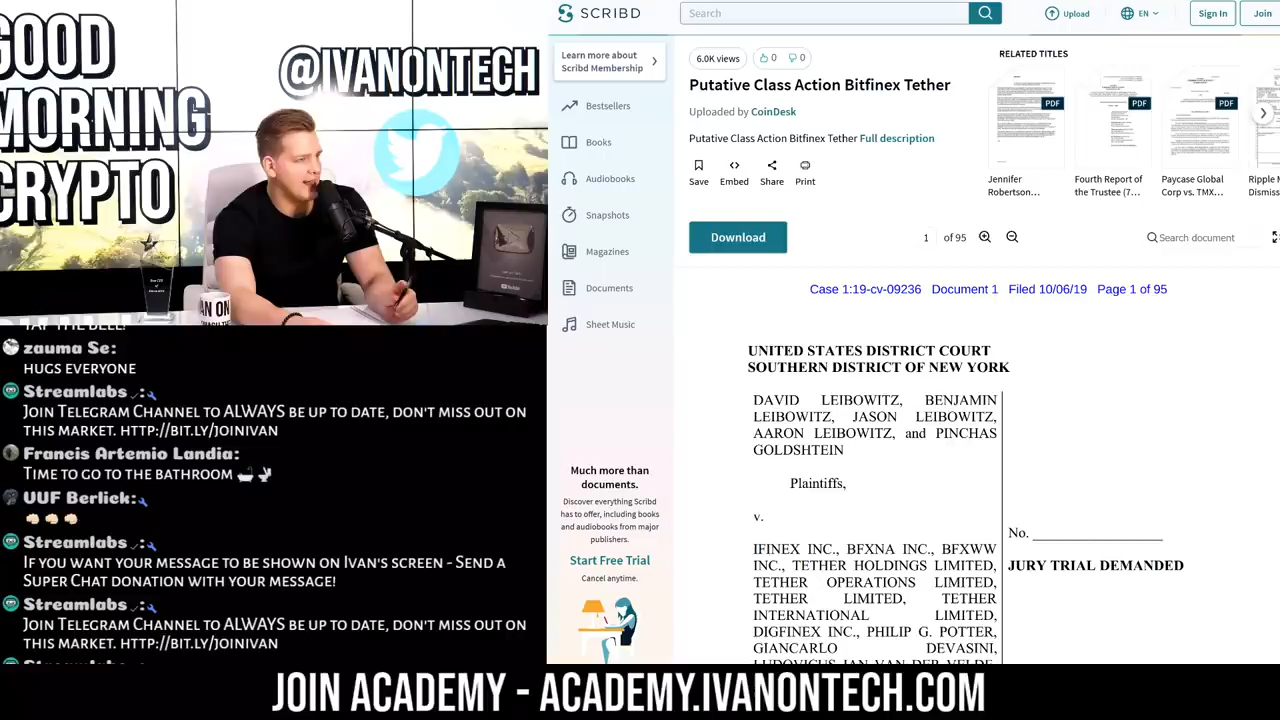 GOOD
MORNING
CRYPTO
@IVANONTECH
TAP THE BELL!
zauma Se:
HUGS EVERYONE
Streamlabs :
JOIN TELEGRAM CHANNEL TO ALWAYS BE UP TO DATE, DON'T MISS OUT ON
THIS MARKET. HTTP://BIT.LY/JOINIVAN
Francis Artemio Landia:
TIME TO GO TO THE BATHROOM
UUF Berlick:
Streamlabs :
IF YOU WANT YOUR MESSAGE TO BE SHOWN ON IVAN'S SCREEN - SEND A
SUPER CHAT DONATION WITH YOUR MESSAGE!
Streamlabs :
JOIN TELEGRAM CHANNEL TO ALWAYS BE UP TO DATE, DON'T MISS OUT ON
THIS MARKET. HTTP://BIT.LY/JOINIVAN
SCRIBD
Search
Upload
EN
Sign In
Join
Learn more about
Scribd Membership
Bestsellers
Books
Audiobooks
Snapshots
Magazines
Documents
Sheet Music
Much more than
documents.
Discover everything Scribd
has to offer, including books
and audiobooks from major
publishers.
Start Free Trial
Cancel anytime.
6.0K views
0
0
Putative Class Action Bitfinex Tether
Uploaded by CoinDesk
Putative Class Action Bitfinex Tether Full description
Save Embed Share Print
RELATED TITLES
PDF
PDF
PDF
Jennifer
Robertson...
Fourth Report of
the Trustee (7...
Paycase Global
Corp vs. TMX...
Ripple M
Dismiss
Download
1 of 95
Search document
Case 1:19-cv-09236 Document 1 Filed 10/06/19 Page 1 of 95
UNITED STATES DISTRICT COURT
SOUTHERN DISTRICT OF NEW YORK
DAVID LEIBOWITZ, BENJAMIN
LEIBOWITZ, JASON LEIBOWITZ,
AARON LEIBOWITZ, and PINCHAS
GOLDSHTEIN
Plaintiffs,
v.
IFINEX INC., BFXNA INC., BFXWW
INC., TETHER HOLDINGS LIMITED,
TETHER OPERATIONS LIMITED,
TETHER LIMITED, TETHER
INTERNATIONAL LIMITED,
DIGFINEX INC., PHILIP G. POTTER,
GIANCARLO DEVASINI,
LUDOVICUS JAN VAN DER VELDE,
No.
JURY TRIAL DEMANDED
JOIN ACADEMY - ACADEMY.IVANONTECH.COM